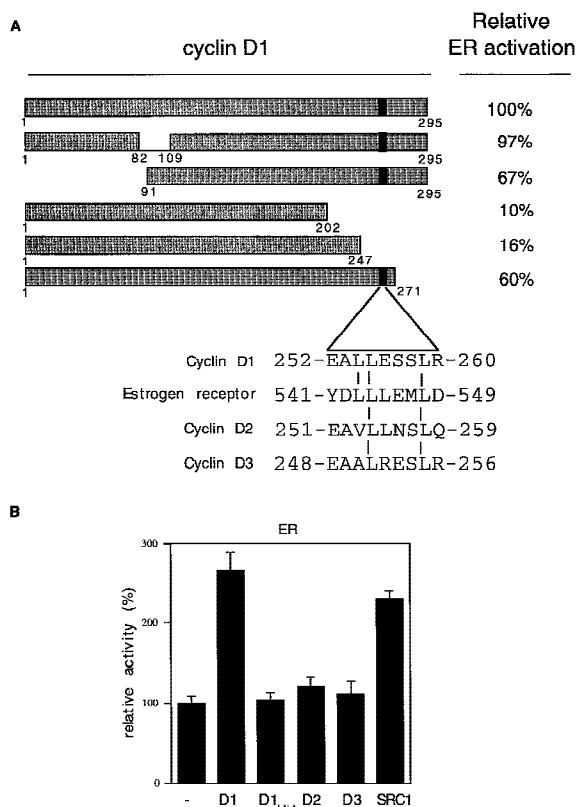 A
cyclin D1
Relative
ER activation
1 295 100%
1 82 109 295 97%
91 295 67%
1 202 10%
1 247 16%
1 271 60%
Cyclin D1 252-EALLESSLR-260
Estrogen receptor 541-YDLLLEMLD-549
Cyclin D2 251-EAVLLNSLQ-259
Cyclin D3 248-EAALRESLR-256
B
ER
relative activity (%)
300
200
100
0
- D1 D1 D2 D3 SRC1